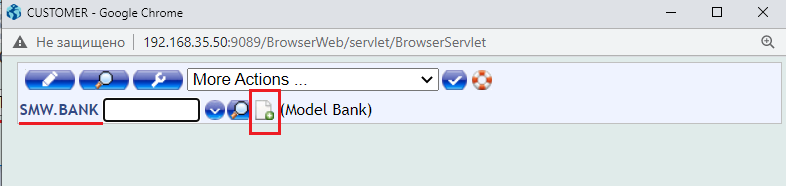 CUSTOMER - Google Chrome
Не защищено 192.168.35.50:9089/BrowserWeb/servlet/BrowserServlet
More Actions ...
SMW.BANK (Model Bank)